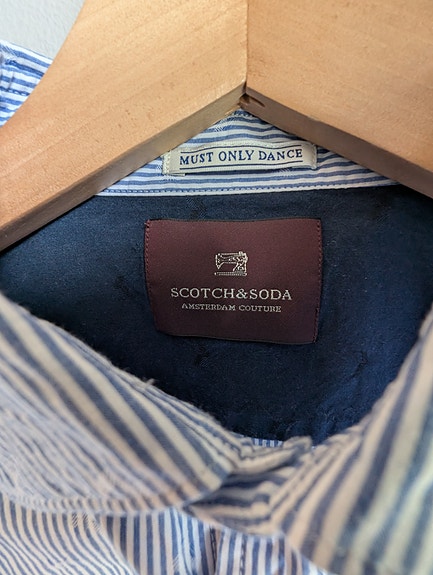 MUST ONLY DANCE
SCOTCH&SODA
AMSTERDAM COUTURE